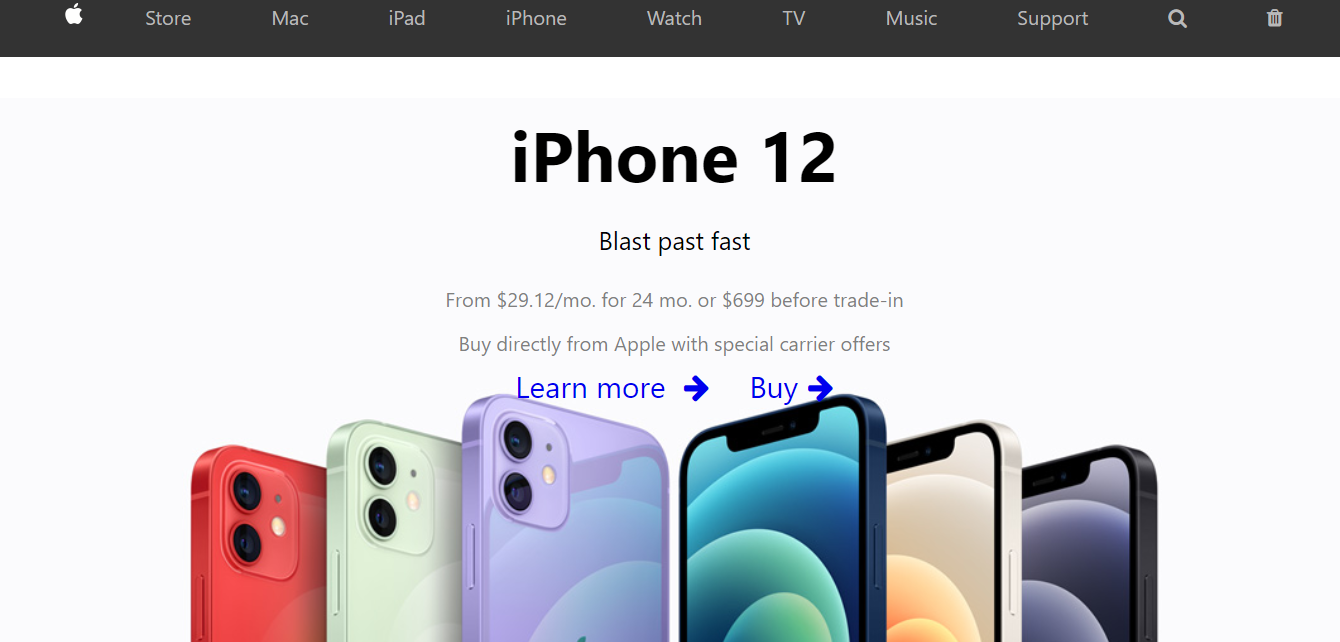 Store Mac iPad iPhone Watch TV Music Support
iPhone 12
Blast past fast
From $29.12/mo. for 24 mo. or $699 before trade-in
Buy directly from Apple with special carrier offers
Learn more Buy